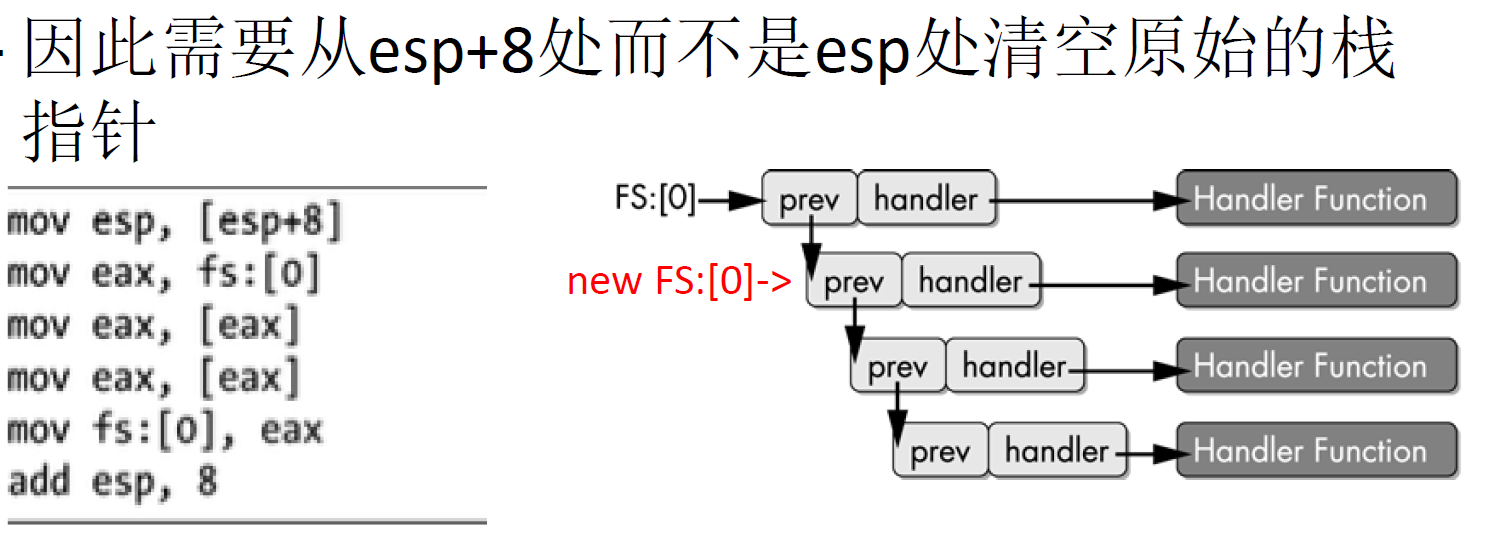 - 因此需要从esp+8处而不是esp处清空原始的栈
指针
mov esp, [esp+8]
mov eax, fs:[0]
mov eax, [eax]
mov eax, [eax]
mov fs:[0], eax
add esp, 8
FS:[0] prev handler Handler Function
new FS:[0]-> prev handler Handler Function
prev handler Handler Function
prev handler Handler Function